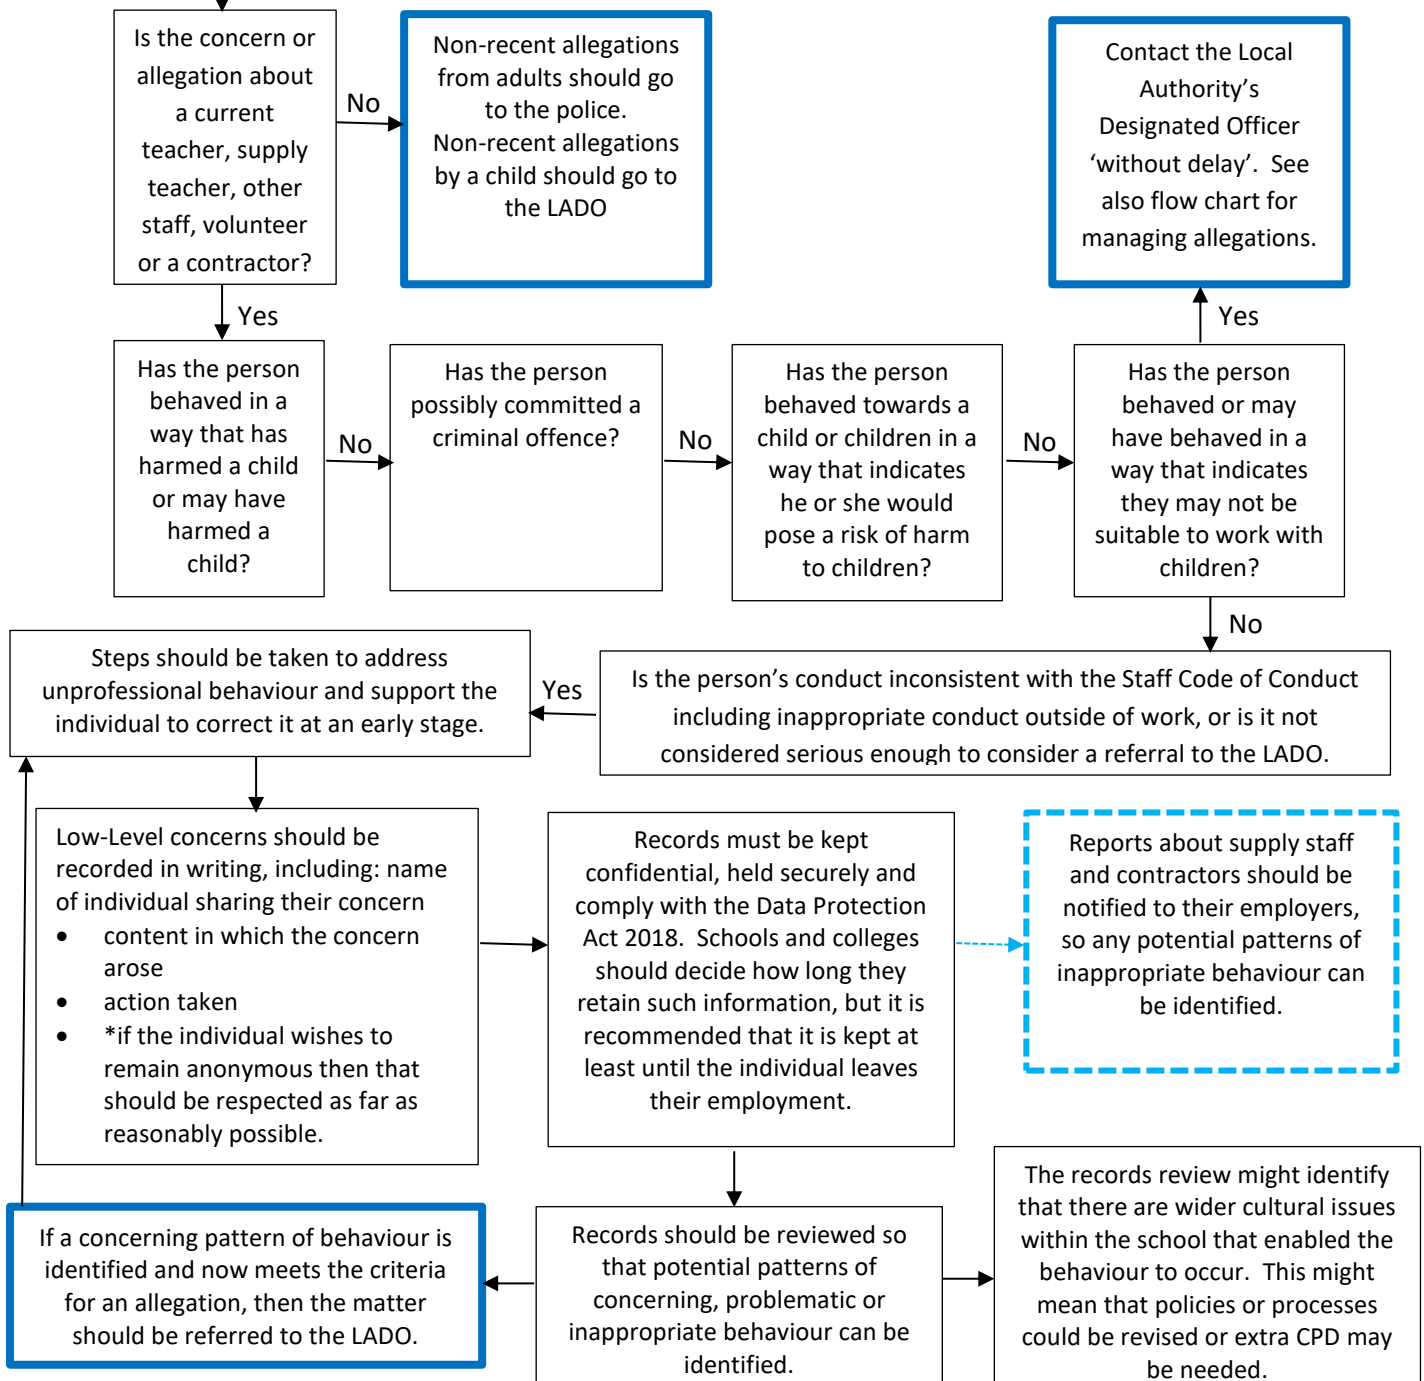 Is the concern or
allegation about
a current
teacher, supply
teacher, other
staff, volunteer
or a contractor?
No
Non-recent allegations
from adults should go
to the police.
Non-recent allegations
by a child should go to
the LADO
Contact the Local
Authority’s
Designated Officer
‘without delay’.  See
also flow chart for
managing allegations.
Yes
Yes
Has the person
behaved in a
way that has
harmed a child
or may have
harmed a
child?
No
Has the person
possibly committed a
criminal offence?
No
Has the person
behaved towards a
child or children in a
way that indicates
he or she would
pose a risk of harm
to children?
No
Has the person
behaved or may
have behaved in a
way that indicates
they may not be
suitable to work with
children?
No
Is the person’s conduct inconsistent with the Staff Code of Conduct
including inappropriate conduct outside of work, or is it not
considered serious enough to consider a referral to the LADO.
Yes
Steps should be taken to address
unprofessional behaviour and support the
individual to correct it at an early stage.
Low-Level concerns should be
recorded in writing, including: name
of individual sharing their concern
• content in which the concern
arose
• action taken
• *if the individual wishes to
remain anonymous then that
should be respected as far as
reasonably possible.
Records must be kept
confidential, held securely and
comply with the Data Protection
Act 2018.  Schools and colleges
should decide how long they
retain such information, but it is
recommended that it is kept at
least until the individual leaves
their employment.
Reports about supply staff
and contractors should be
notified to their employers,
so any potential patterns of
inappropriate behaviour can
be identified.
If a concerning pattern of behaviour is
identified and now meets the criteria
for an allegation, then the matter
should be referred to the LADO.
Records should be reviewed so
that potential patterns of
concerning, problematic or
inappropriate behaviour can be
identified.
The records review might identify
that there are wider cultural issues
within the school that enabled the
behaviour to occur.  This might
mean that policies or processes
could be revised or extra CPD may
be needed.